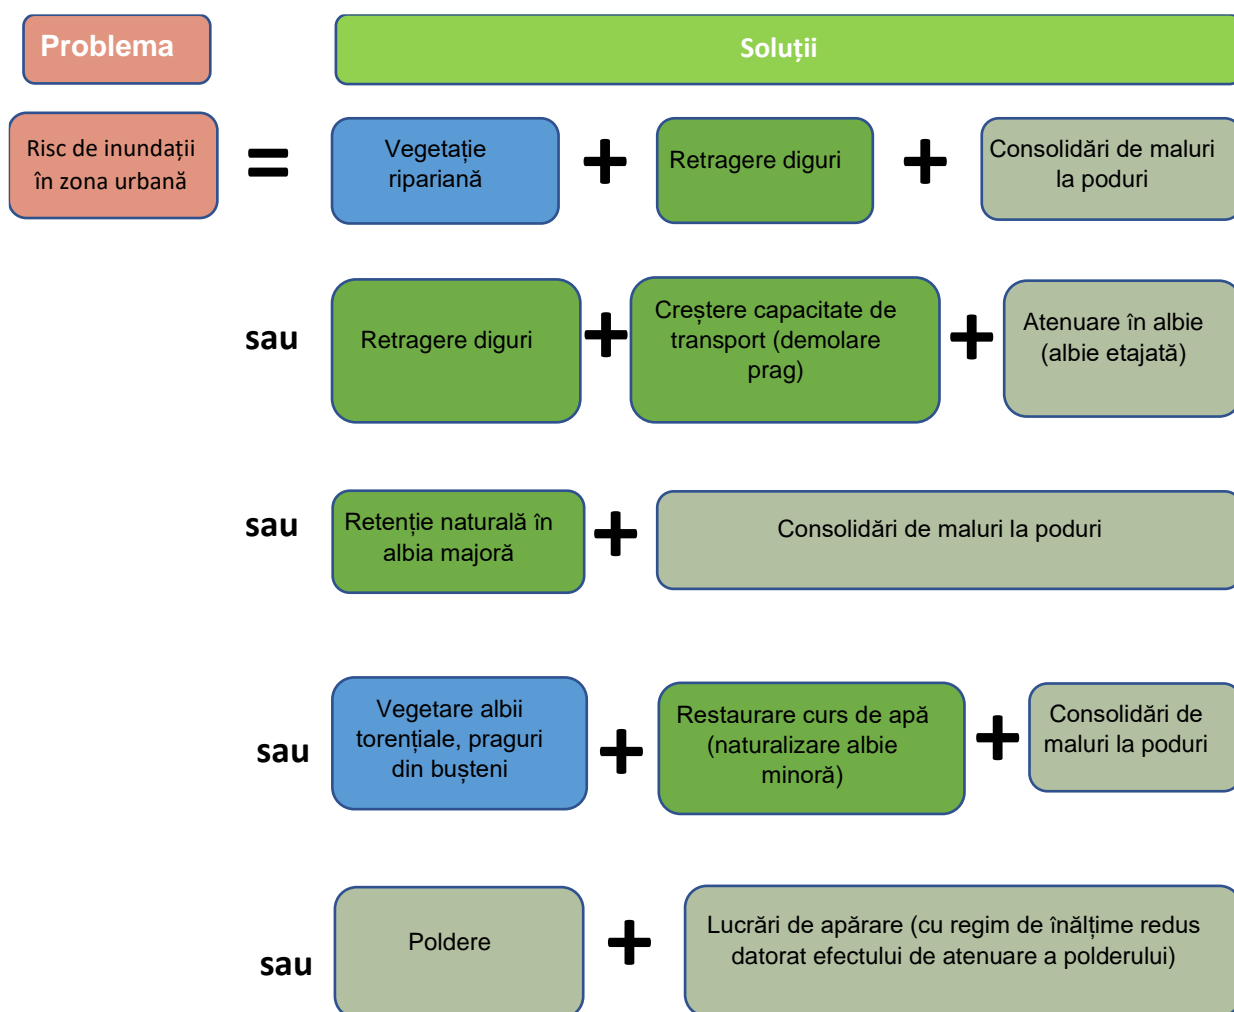 Problema
Soluții
Risc de inundații
în zona urbană
=
Vegetație
ripariană
+
Retragere diguri
+
Consolidări de maluri
la poduri
sau
Retragere diguri
+
Creștere capacitate de
transport (demolare
prag)
+
Atenuare în albie
(albie etajată)
sau
Retenție naturală în
albia majoră
+
Consolidări de maluri la poduri
sau
Vegetare albii
torențiale, praguri
din bușteni
+
Restaurare curs de apă
(naturalizare albie
minoră)
+
Consolidări de
maluri la poduri
sau
Poldere
+
Lucrări de apărare (cu regim de înălțime redus
datorat efectului de atenuare a polderului)